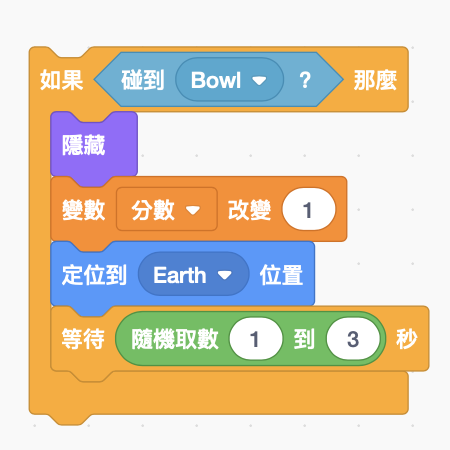 如果 碰到 Bowl ? 那麼
隱藏
變數 分數 改變 1
定位到 Earth 位置
等待 隨機取數 1 到 3 秒